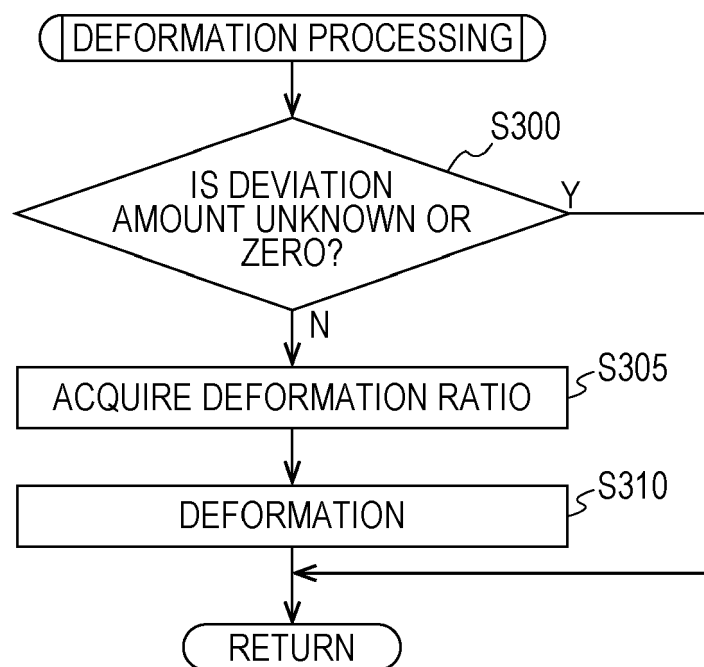 DEFORMATION PROCESSING
S300
IS DEVIATION
AMOUNT UNKNOWN OR
ZERO?
Y
N
ACQUIRE DEFORMATION RATIO
S305
DEFORMATION
S310
RETURN